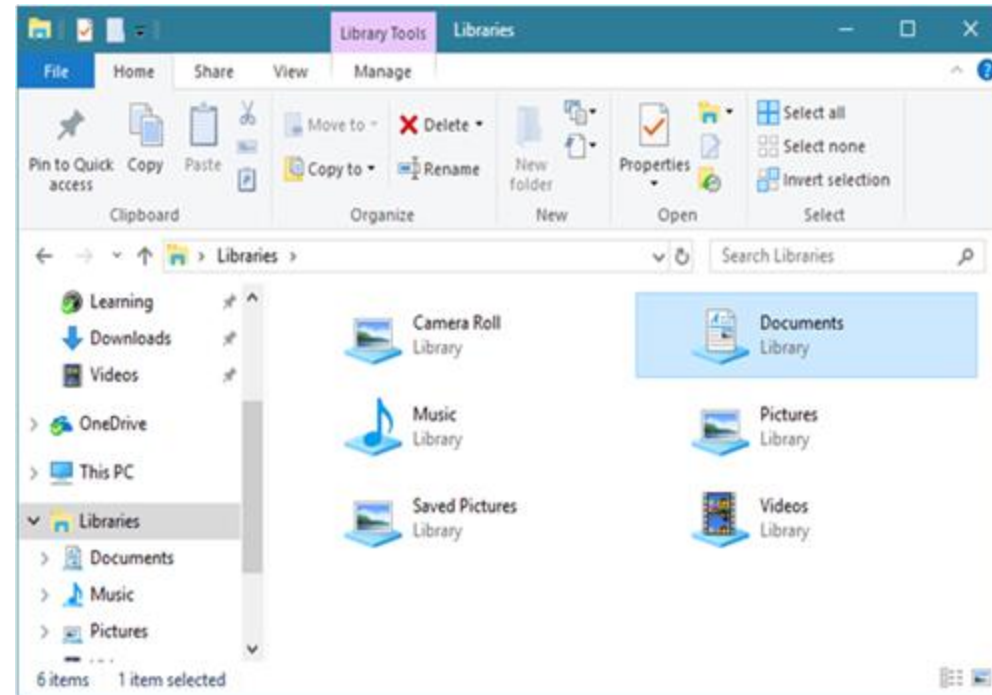 Library Tools Libraries
File Home Share View Manage
Pin to Quick access
Copy
Paste
Clipboard
Move to
Copy to
Delete
Rename
Organize
New folder
New
Properties
Open
Select all
Select none
Invert selection
Select
Libraries
Search Libraries
Learning
Downloads
Videos
OneDrive
This PC
Libraries
Documents
Music
Pictures
Camera Roll
Library
Documents
Library
Music
Library
Pictures
Library
Saved Pictures
Library
Videos
Library
6 items 1 item selected